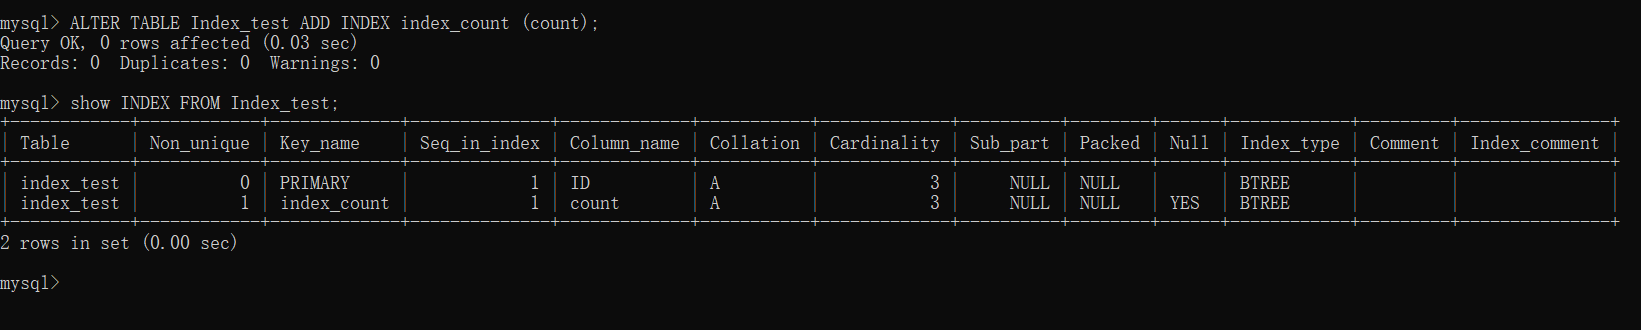 mysql> ALTER TABLE Index_test ADD INDEX index_count (count);
Query OK, 0 rows affected (0.03 sec)
Records: 0  Duplicates: 0  Warnings: 0
mysql> show INDEX FROM Index_test;
| Table | Non_unique | Key_name | Seq_in_index | Column_name | Collation | Cardinality | Sub_part | Packed | Null | Index_type | Comment | Index_comment |
| index_test | 0 | PRIMARY | 1 | ID | A | 3 | NULL | NULL | | BTREE | | |
| index_test | 1 | index_count | 1 | count | A | 3 | NULL | NULL | YES | BTREE | | |
2 rows in set (0.00 sec)
mysql>